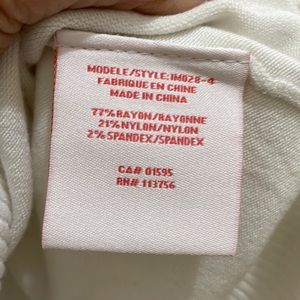 MODELE/STYLE:IM028-4
FABRIQUE EN CHINE
MADE IN CHINA
77% RAYON/RAYONNE
21% NYLON/NYLON
2% SPANDEX/SPANDEX
CA# 01595
RN# 113756